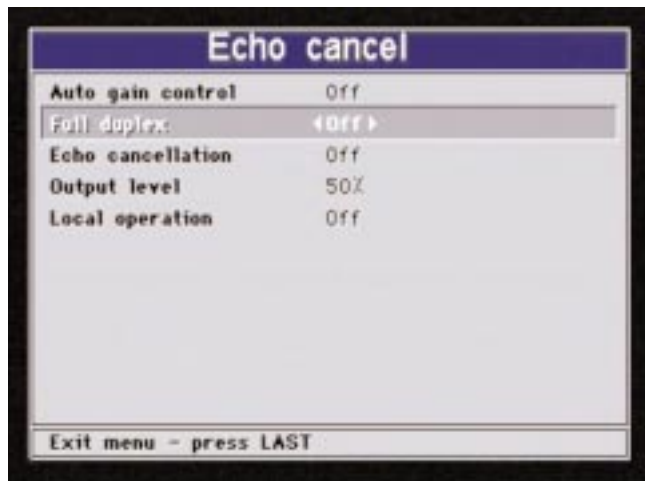 Echo cancel
Auto gain control Off
Full duplex: ◂Off▸
Echo cancellation Off
Output level 50%
Local operation Off
Exit menu - press LAST